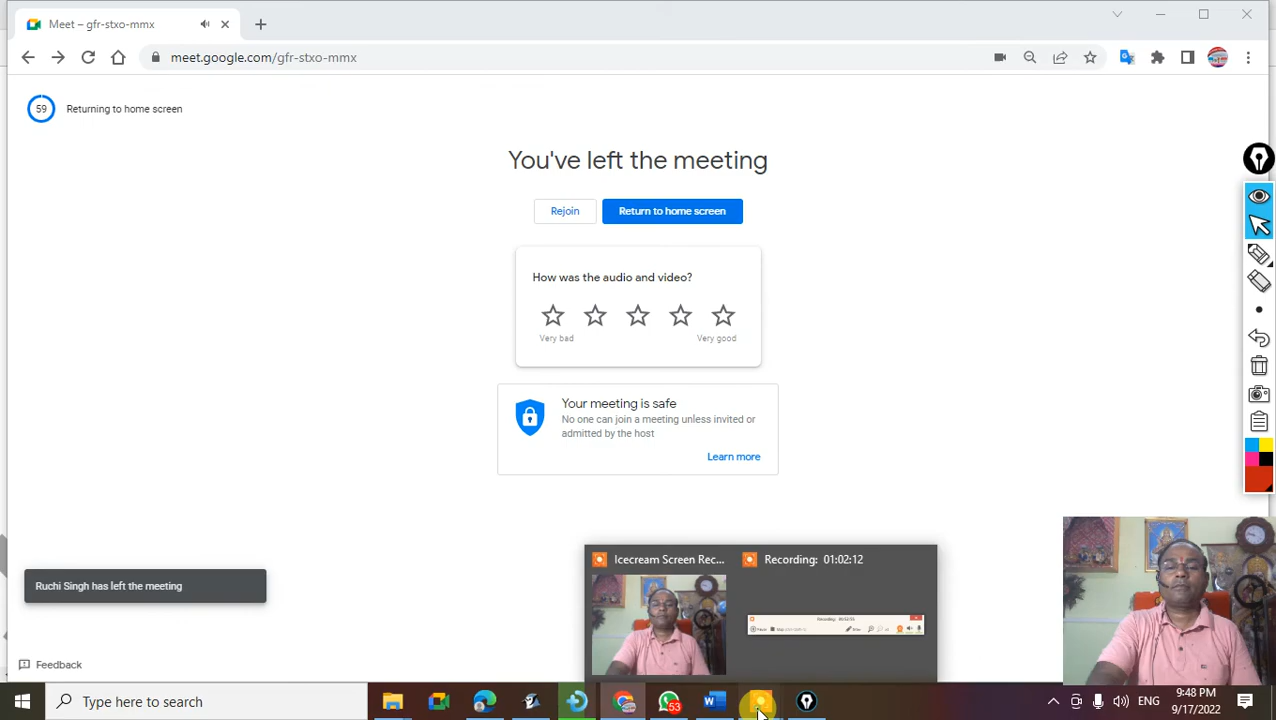 Meet – gfr-stxo-mmx
meet.google.com/gfr-stxo-mmx
59 Returning to home screen
You've left the meeting
Rejoin Return to home screen
How was the audio and video?
Very bad Very good
Your meeting is safe
No one can join a meeting unless invited or
admitted by the host
Learn more
Icecream Screen Rec... Recording: 01:02:12
Ruchi Singh has left the meeting
Feedback
Type here to search
53
ENG
9:48 PM
9/17/2022